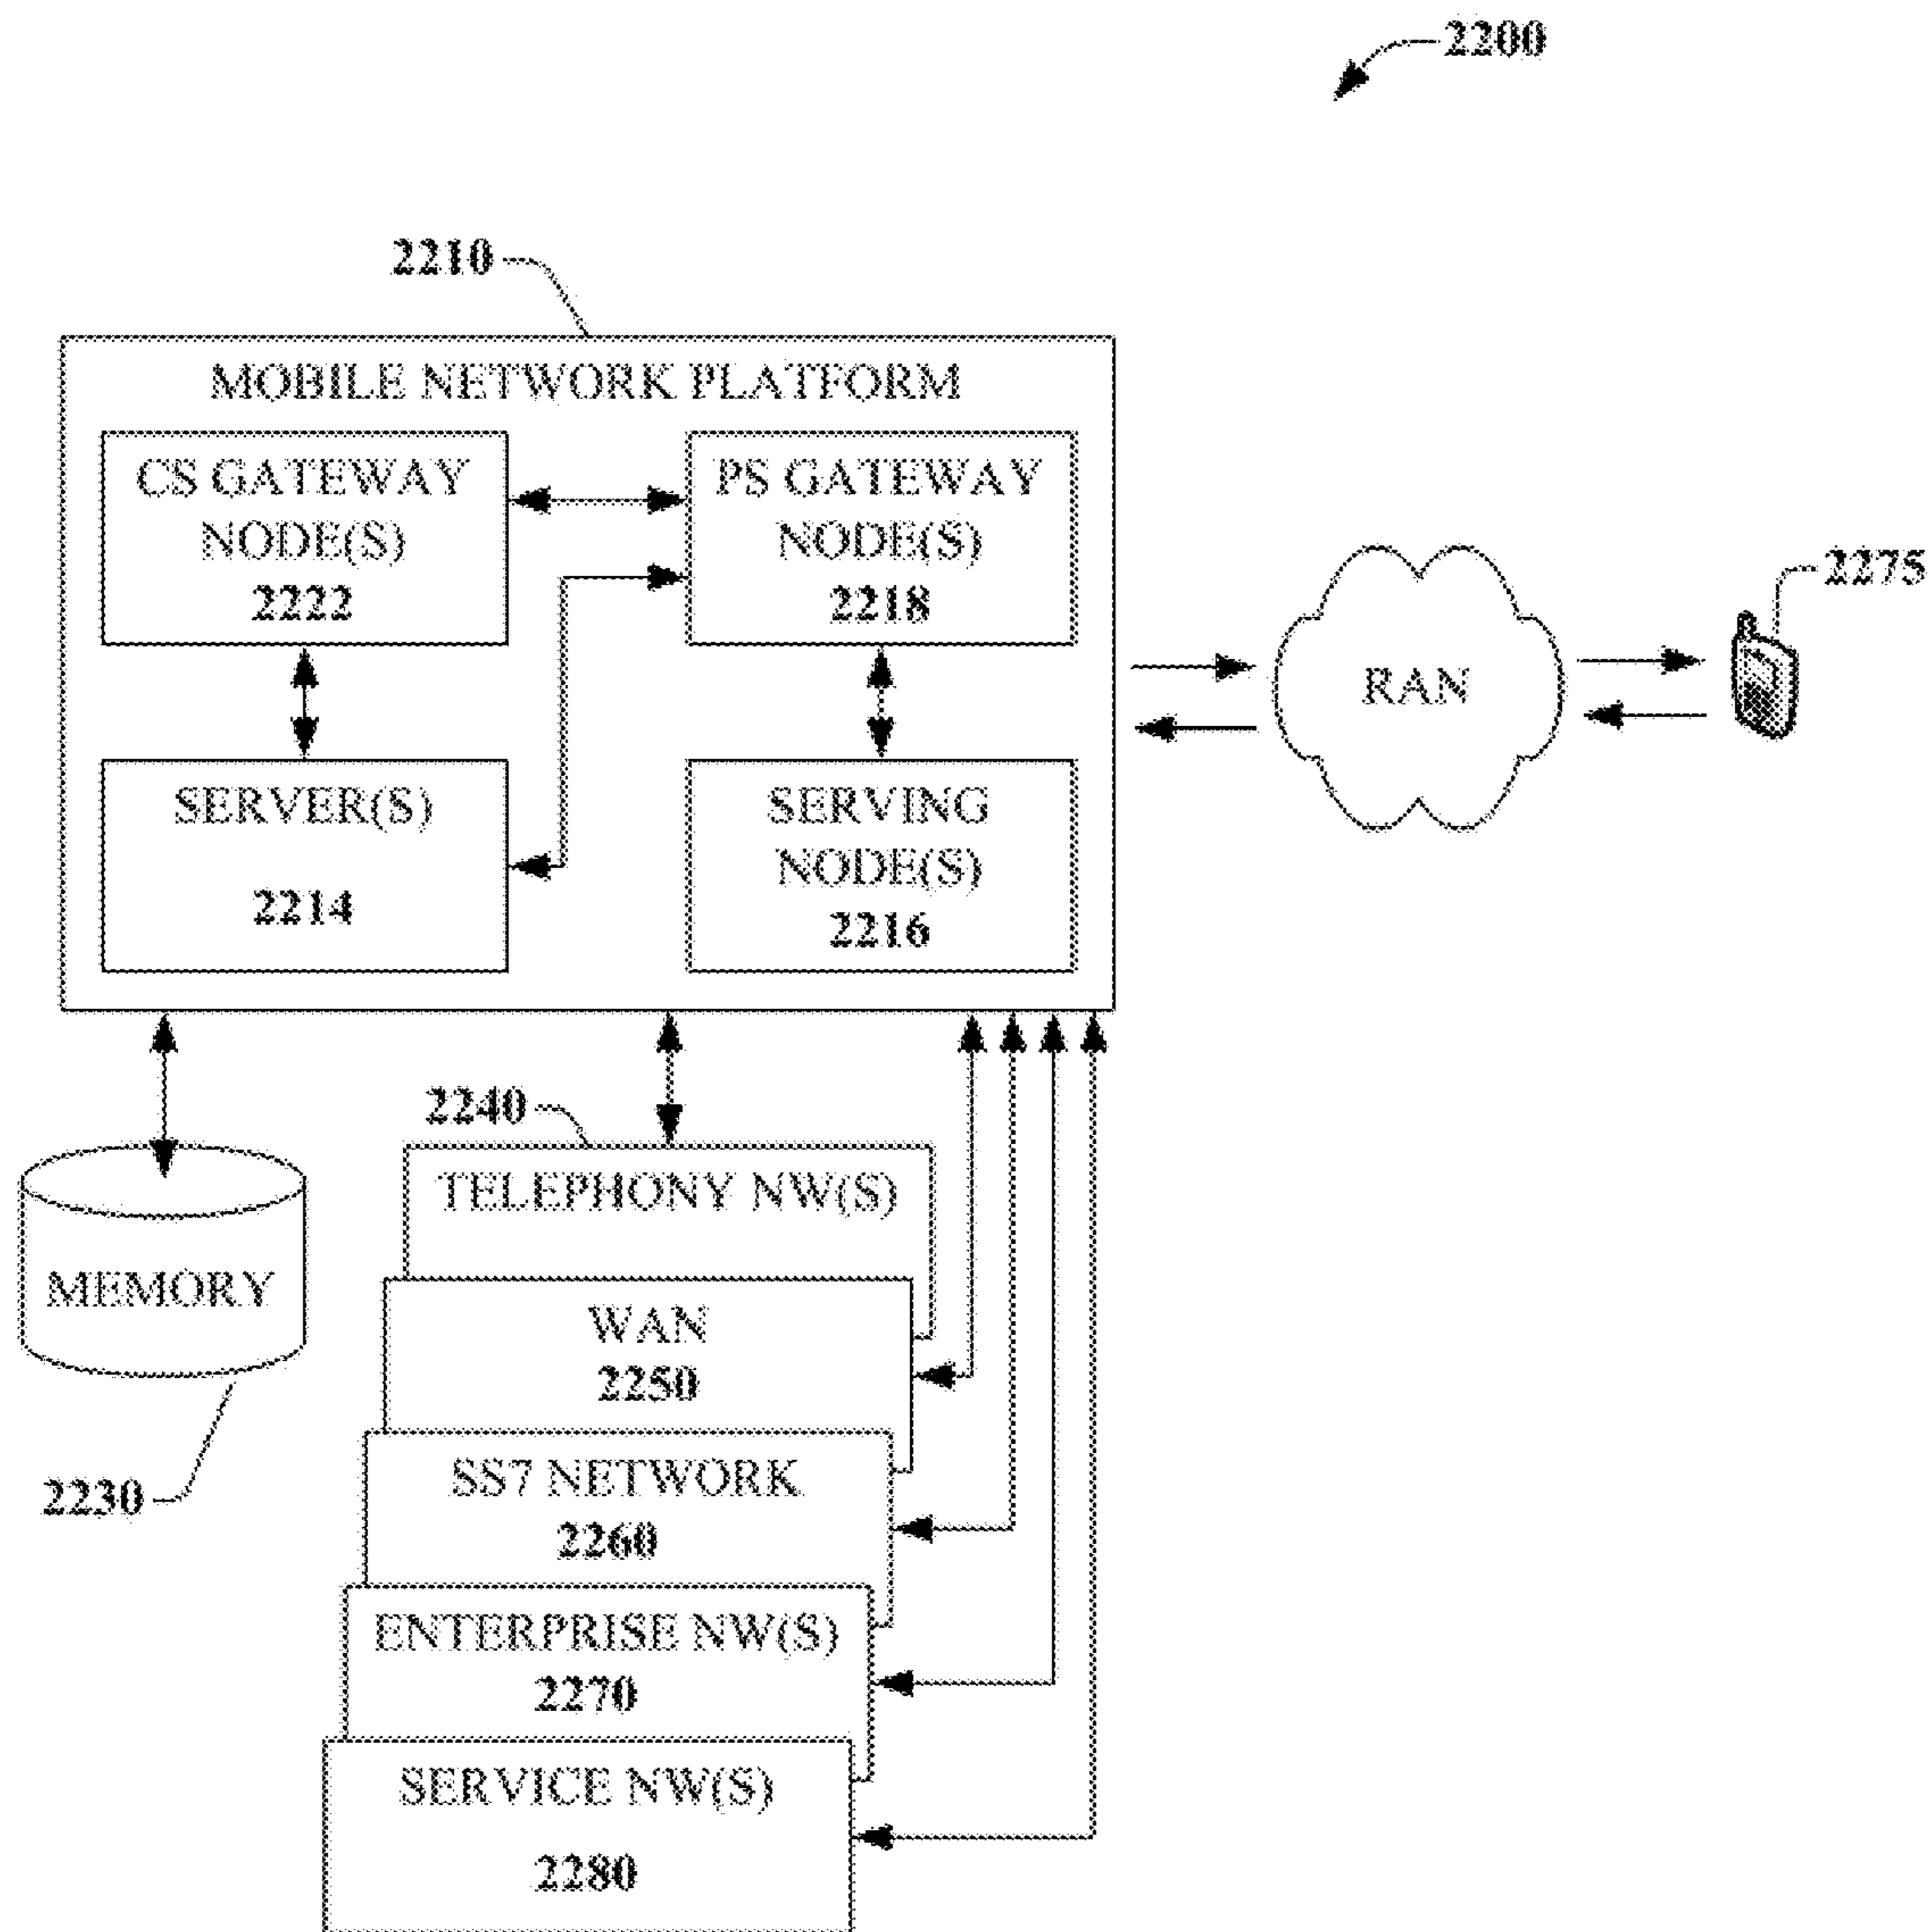 2200
2210
MOBILE NETWORK PLATFORM
CS GATEWAY
NODE(S)
2222
PS GATEWAY
NODE(S)
2218
SERVER(S)
2214
SERVING
NODE(S)
2216
RAN
2275
2240
TELEPHONY NW(S)
MEMORY
2230
WAN
2250
SS7 NETWORK
2260
ENTERPRISE NW(S)
2270
SERVICE NW(S)
2280